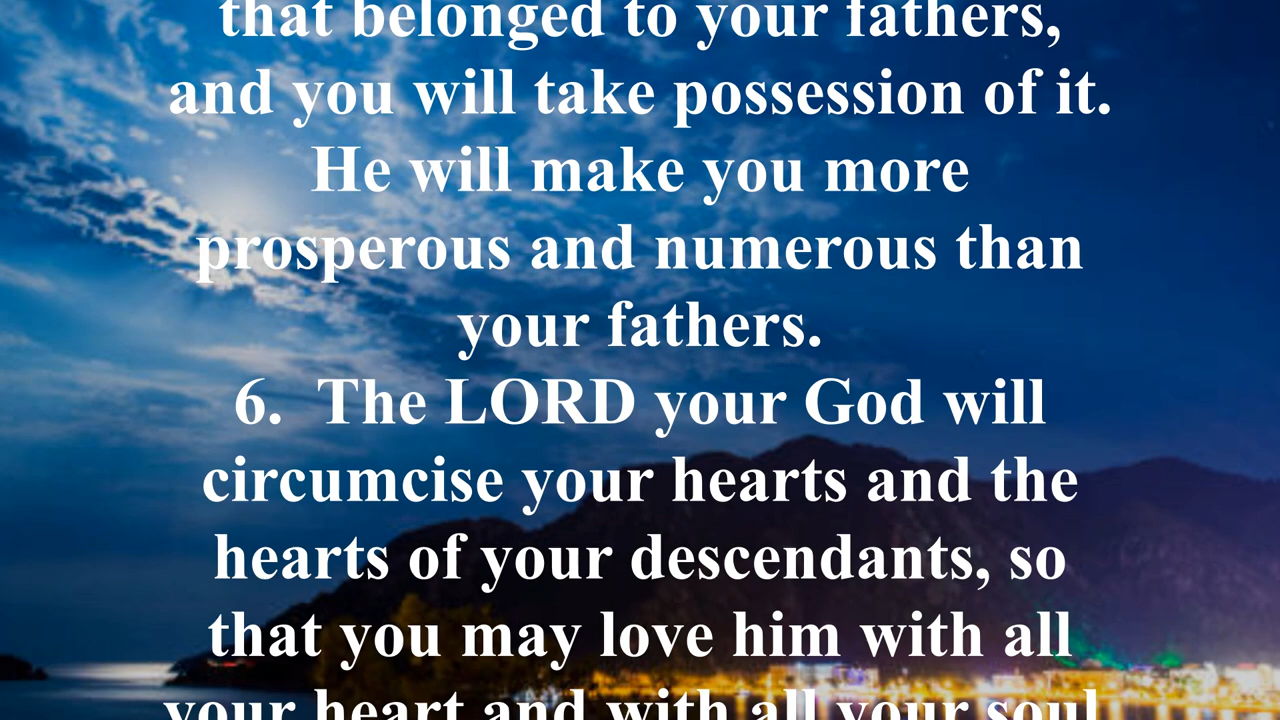 that belonged to your fathers,
and you will take possession of it.
He will make you more
prosperous and numerous than
your fathers.
6.  The LORD your God will
circumcise your hearts and the
hearts of your descendants, so
that you may love him with all
your heart and with all your soul